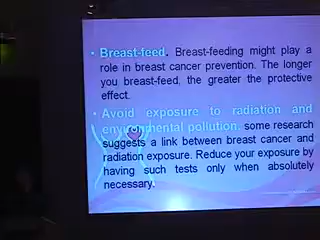 • Breast-feed. Breast-feeding might play a
role in breast cancer prevention. The longer
you breast-feed, the greater the protective
effect.
• Avoid exposure to radiation and
environmental pollution. some research
suggests a link between breast cancer and
radiation exposure. Reduce your exposure by
having such tests only when absolutely
necessary.